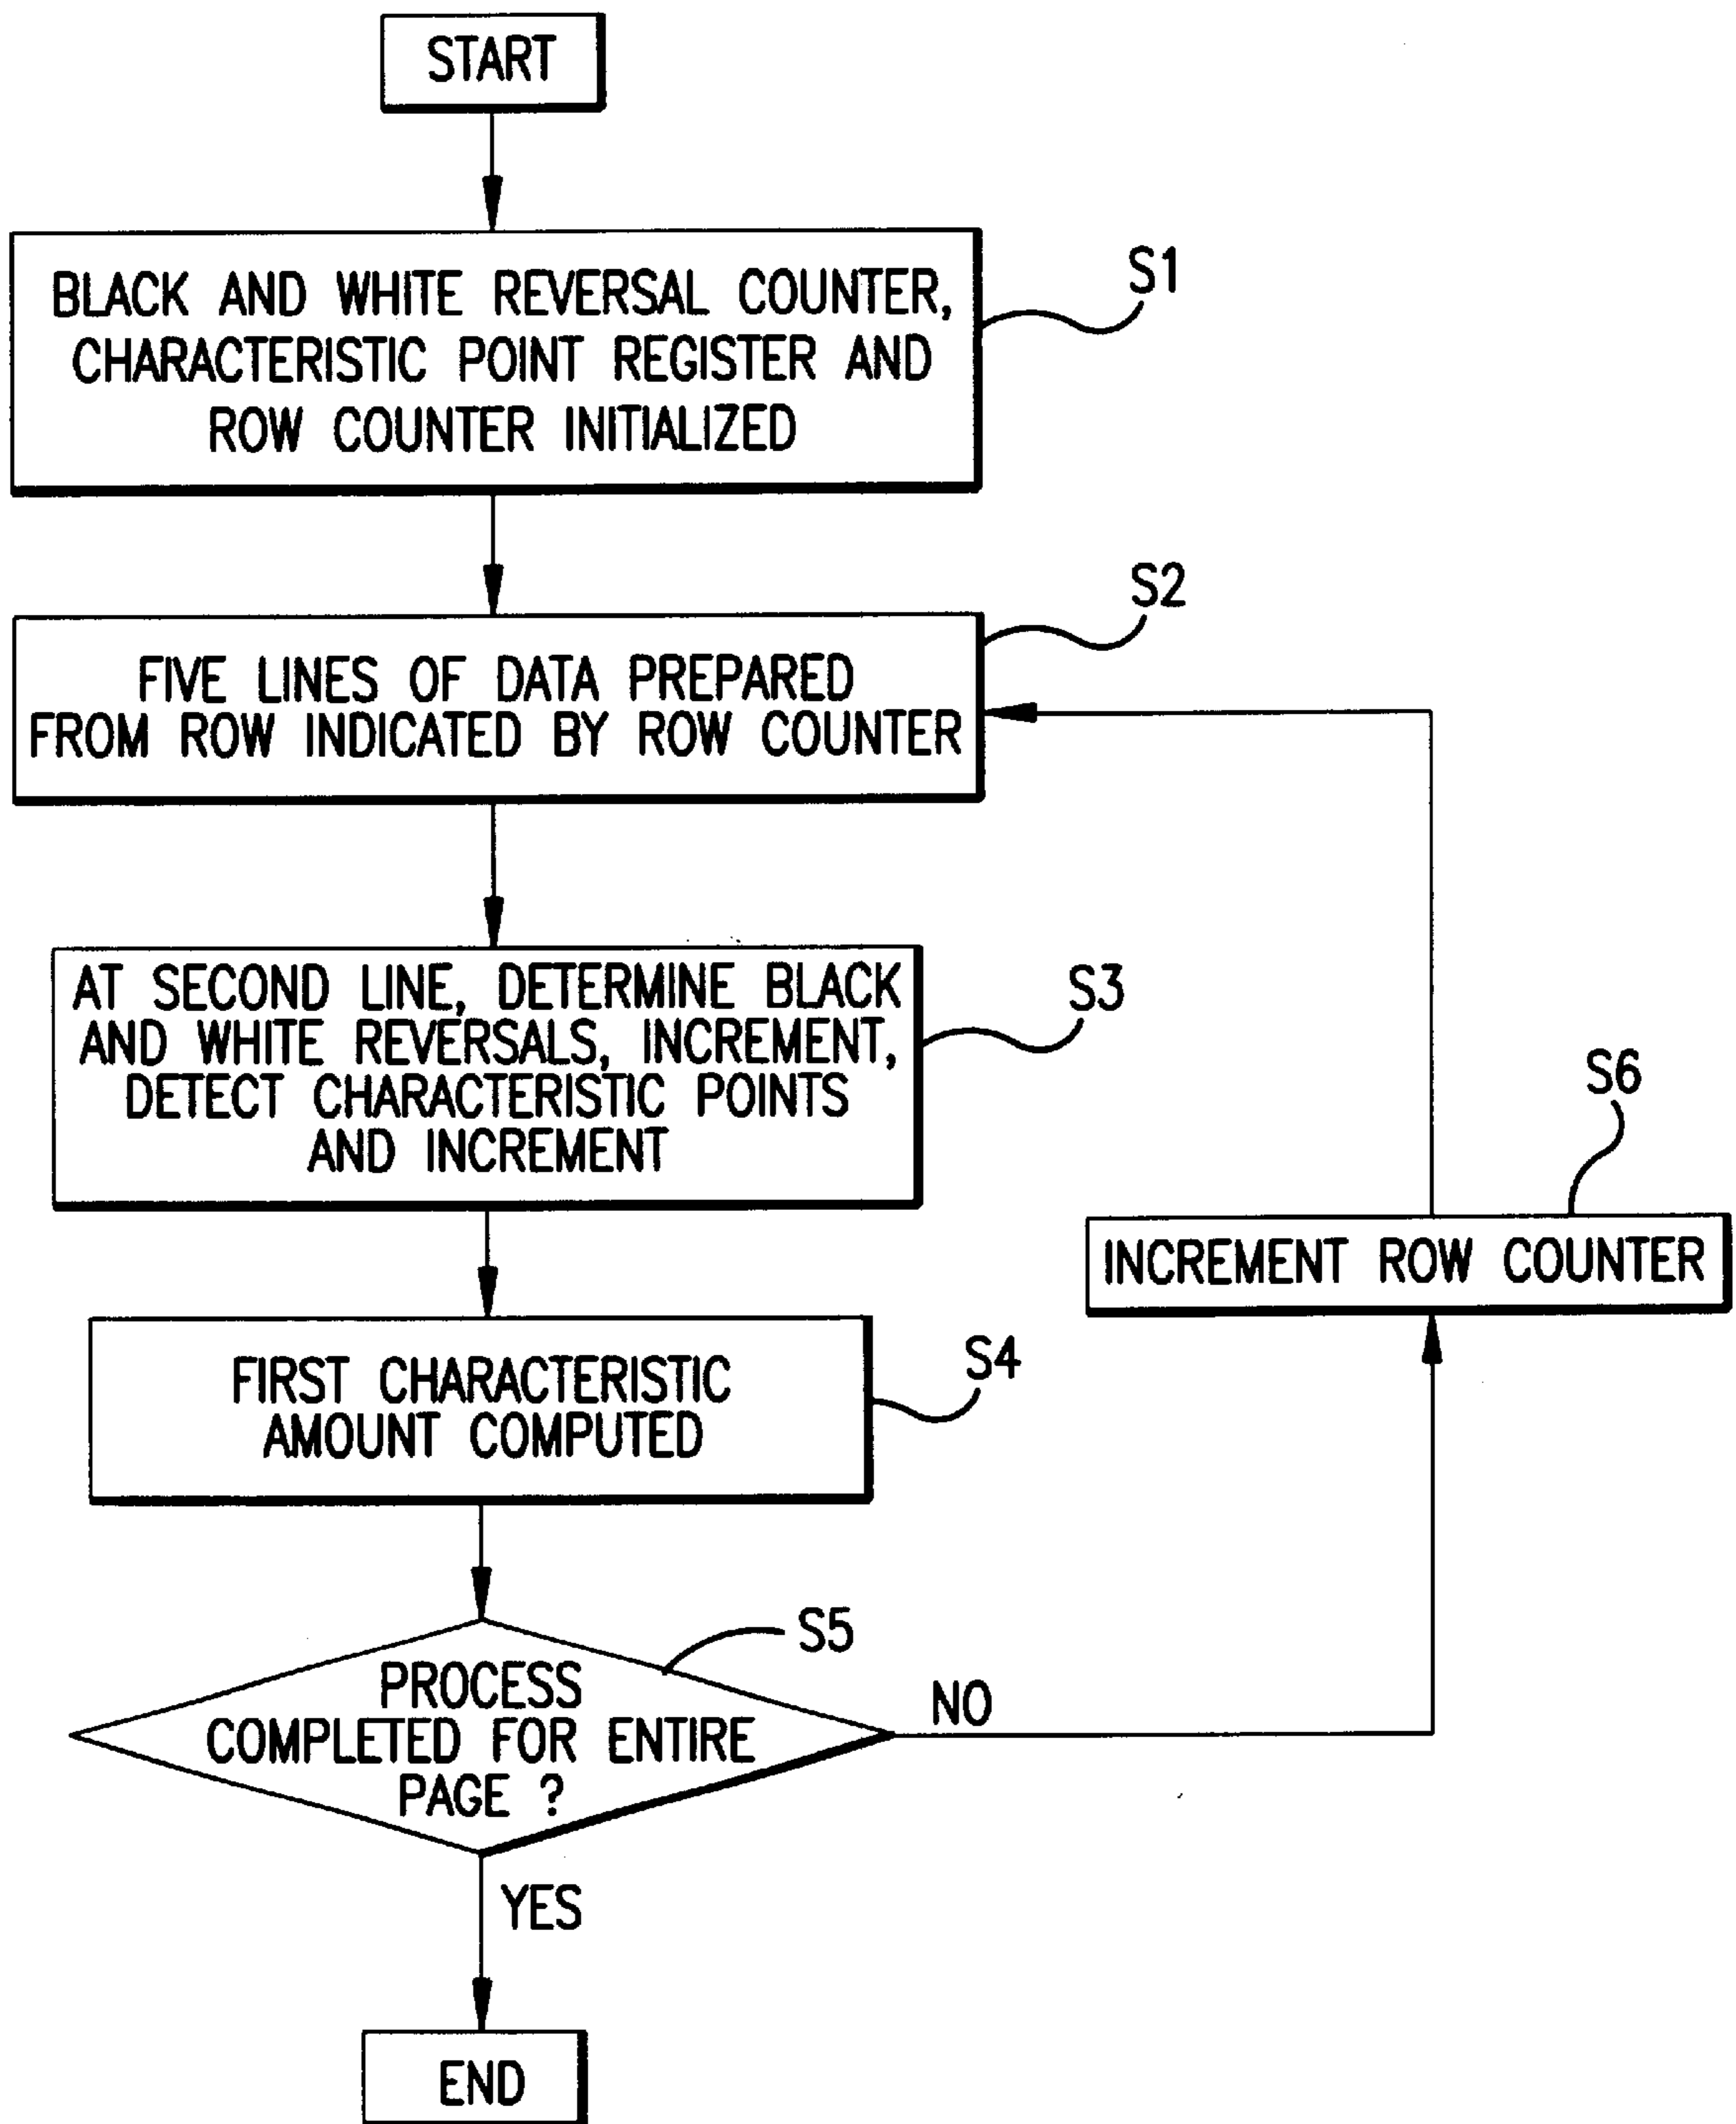 START
BLACK AND WHITE REVERSAL COUNTER,
CHARACTERISTIC POINT REGISTER AND
ROW COUNTER INITIALIZED
S1
FIVE LINES OF DATA PREPARED
FROM ROW INDICATED BY ROW COUNTER
S2
AT SECOND LINE, DETERMINE BLACK
AND WHITE REVERSALS, INCREMENT,
DETECT CHARACTERISTIC POINTS
AND INCREMENT
S3
FIRST CHARACTERISTIC
AMOUNT COMPUTED
S4
PROCESS
COMPLETED FOR ENTIRE
PAGE ?
S5
NO
INCREMENT ROW COUNTER
S6
YES
END